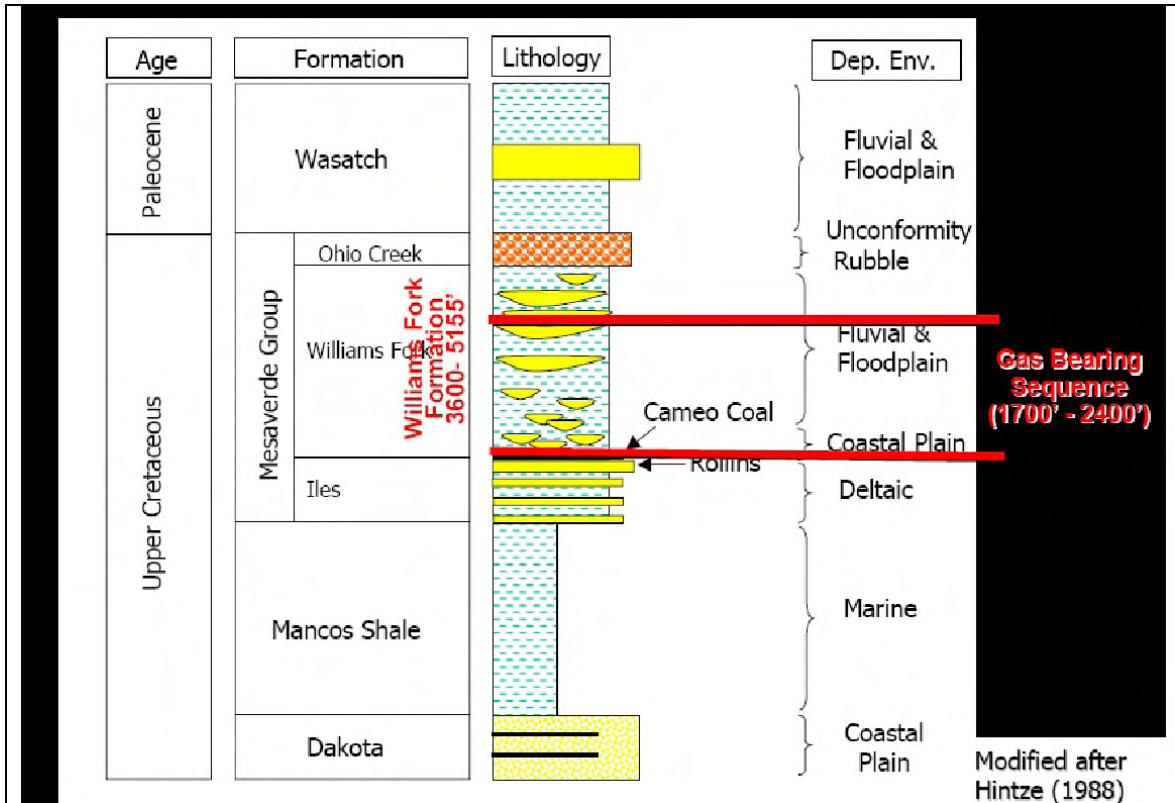 Age
Formation
Lithology
Dep. Env.
Paleocene
Wasatch
Fluvial &
Floodplain
Upper Cretaceous
Mesaverde Group
Ohio Creek
Unconformity
Rubble
Williams Fork
Williams Fork
Formation
3600- 5155'
Fluvial &
Floodplain
Gas Bearing
Sequence
(1700' - 2400')
Cameo Coal
Coastal Plain
Rollins
Iles
Deltaic
Mancos Shale
Marine
Dakota
Coastal
Plain
Modified after
Hintze (1988)